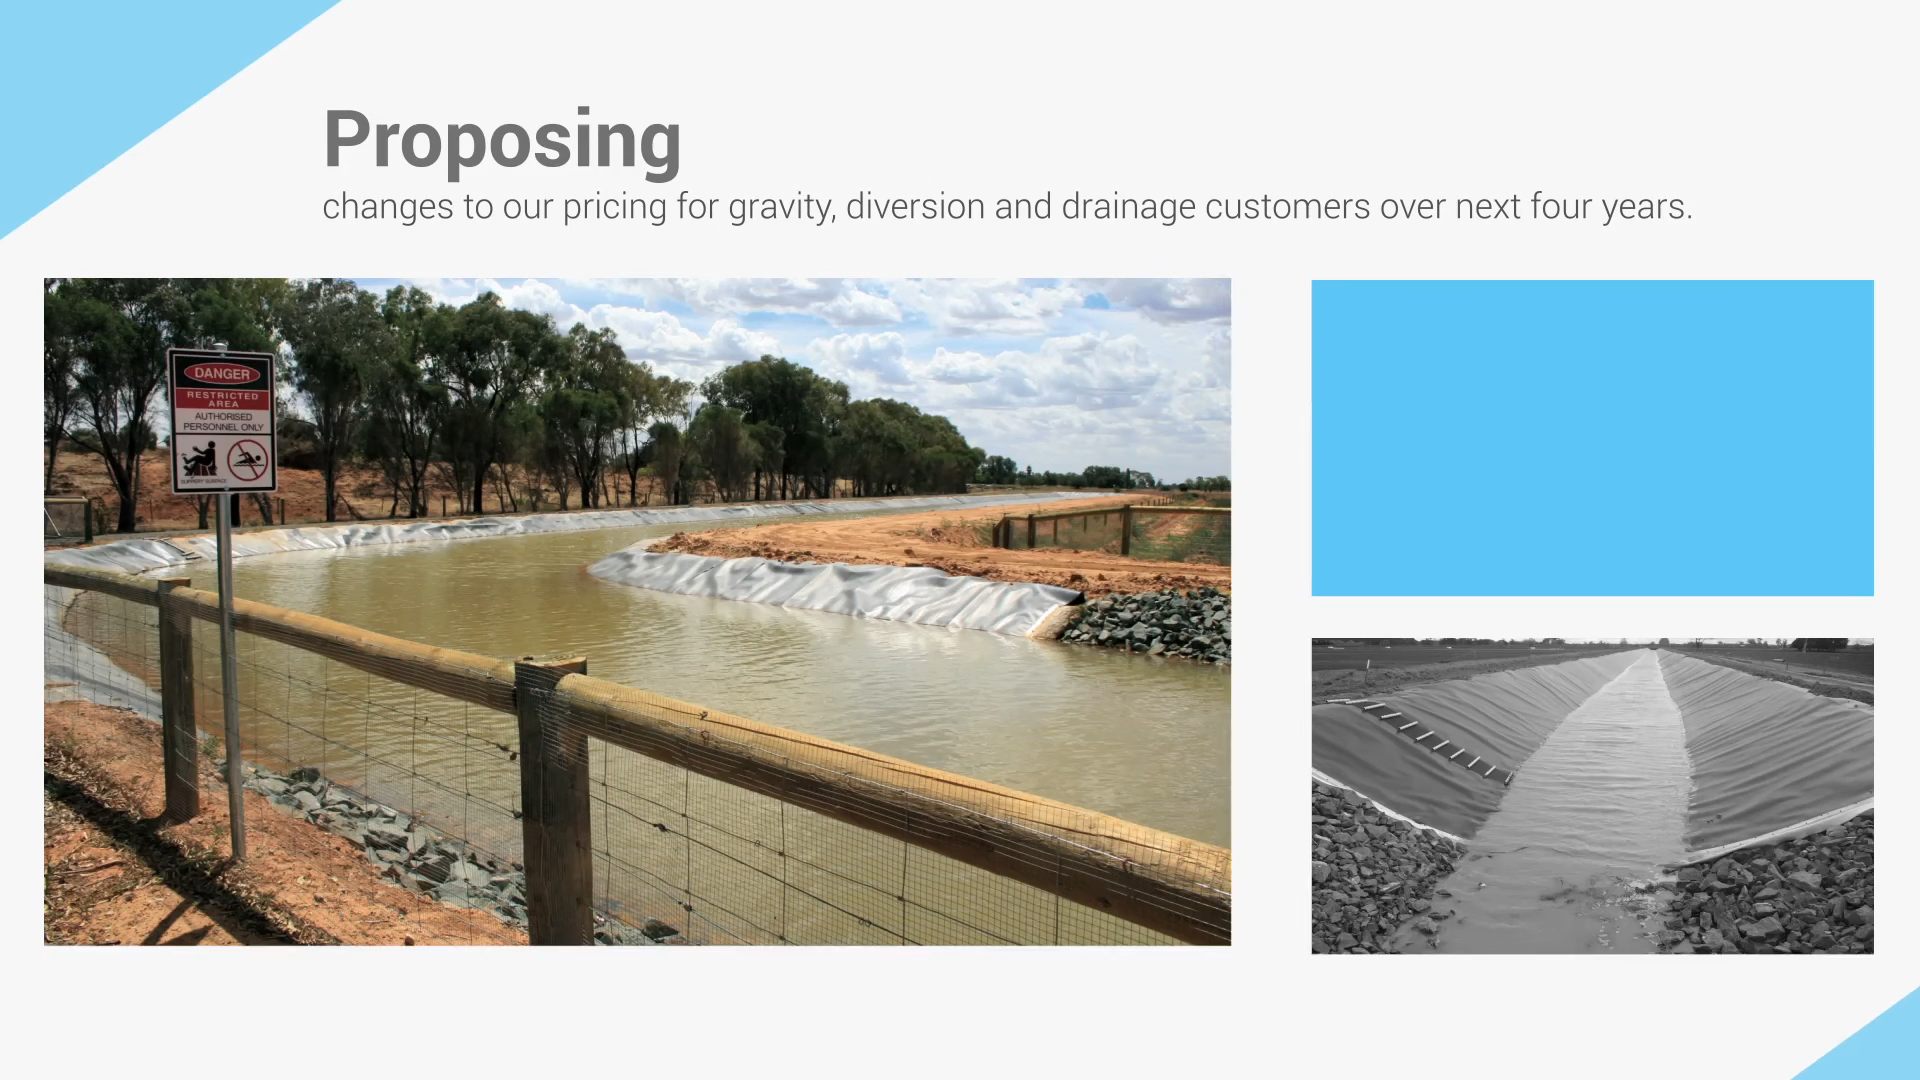 Proposing
changes to our pricing for gravity, diversion and drainage customers over next four years.
DANGER
RESTRICTED
AREA
AUTHORISED
PERSONNEL ONLY
SLIPPERY SURFACE